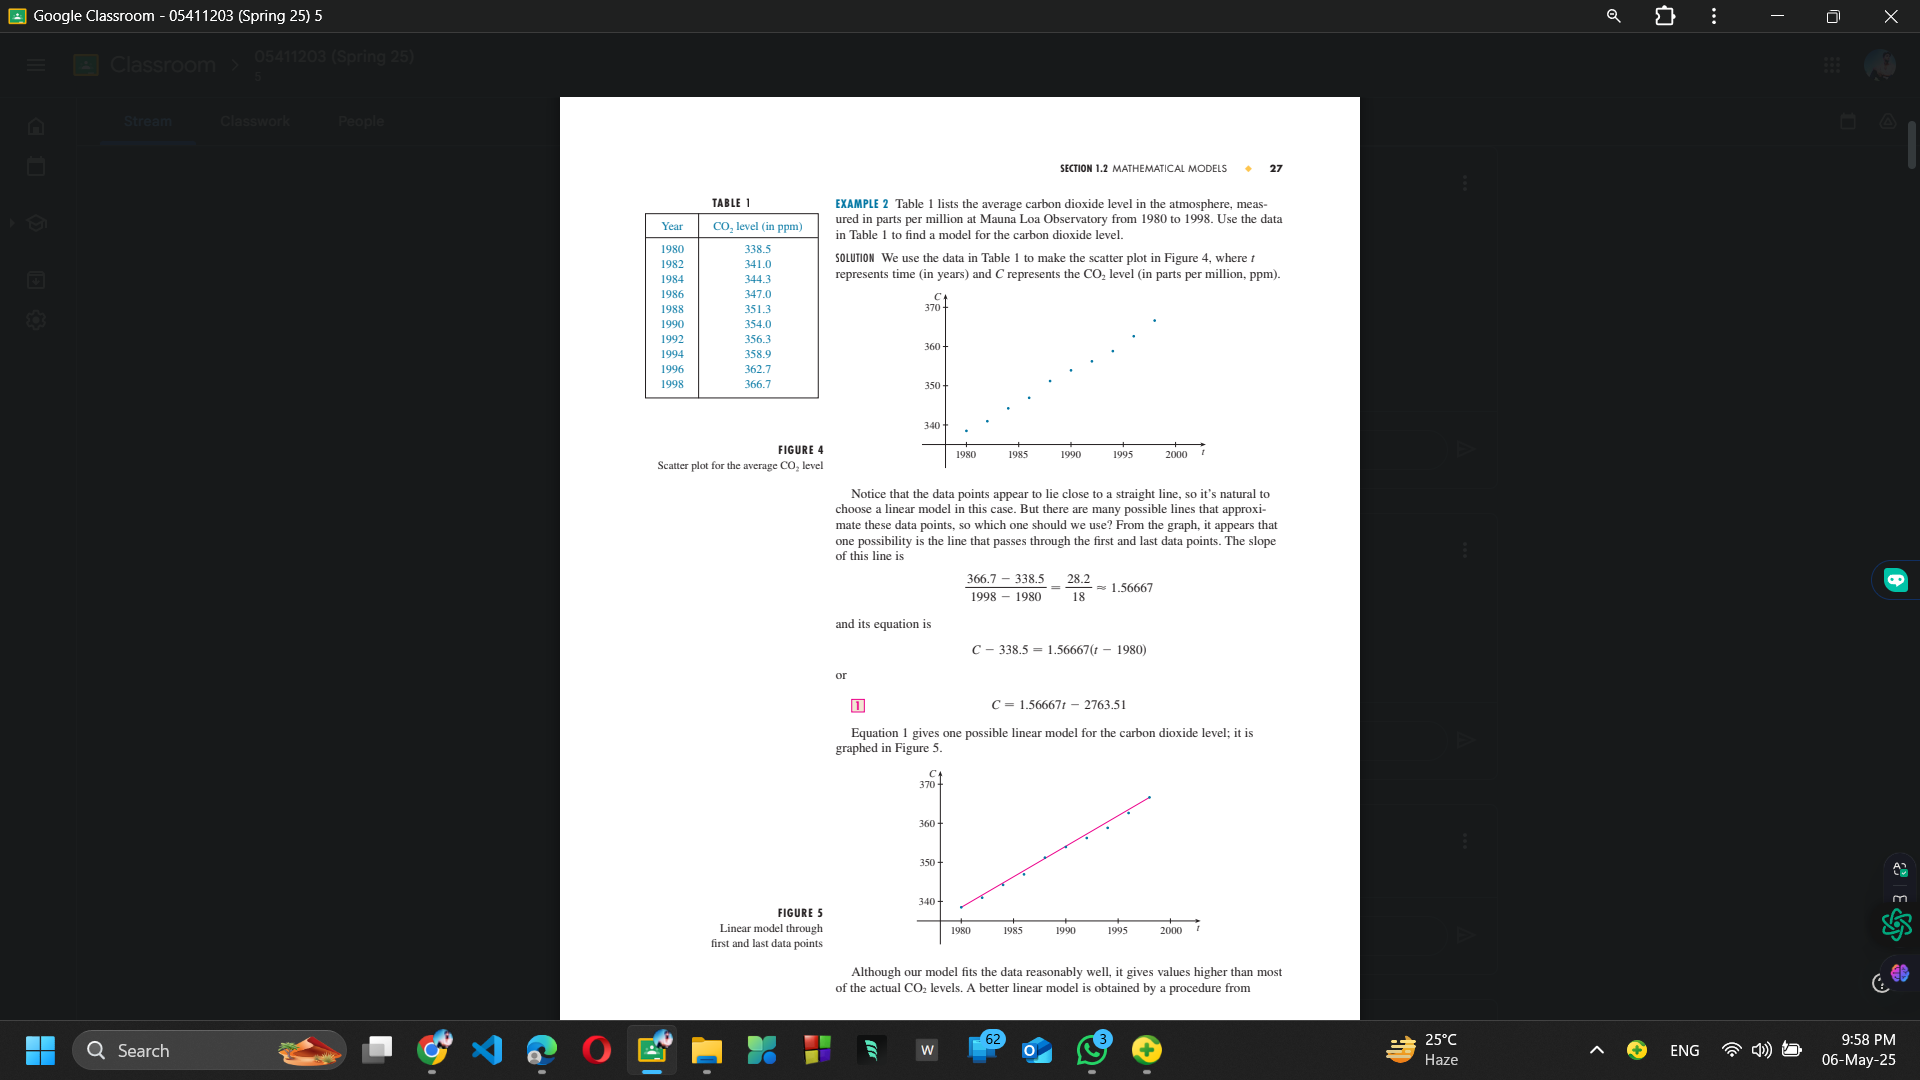 Google Classroom - 05411203 (Spring 25) 5
Classroom
05411203 (Spring 25)
5
Stream
Classwork
People
SECTION 1.2 MATHEMATICAL MODELS 27
TABLE 1
Year CO₂ level (in ppm)
1980 338.5
1982 341.0
1984 344.3
1986 347.0
1988 351.3
1990 354.0
1992 356.3
1994 358.9
1996 362.7
1998 366.7
EXAMPLE 2 Table 1 lists the average carbon dioxide level in the atmosphere, meas-
ured in parts per million at Mauna Loa Observatory from 1980 to 1998. Use the data
in Table 1 to find a model for the carbon dioxide level.
SOLUTION We use the data in Table 1 to make the scatter plot in Figure 4, where t
represents time (in years) and C represents the CO₂ level (in parts per million, ppm).
C
370
360
350
340
1980 1985 1990 1995 2000 t
FIGURE 4
Scatter plot for the average CO₂ level
Notice that the data points appear to lie close to a straight line, so it's natural to
choose a linear model in this case. But there are many possible lines that approxi-
mate these data points, so which one should we use? From the graph, it appears that
one possibility is the line that passes through the first and last data points. The slope
of this line is
366.7 − 338.5 / 1998 − 1980 = 28.2 / 18 ≈ 1.56667
and its equation is
C − 338.5 = 1.56667(t − 1980)
or
1 C = 1.56667t − 2763.51
Equation 1 gives one possible linear model for the carbon dioxide level; it is
graphed in Figure 5.
C
370
360
350
340
1980 1985 1990 1995 2000 t
FIGURE 5
Linear model through
first and last data points
Although our model fits the data reasonably well, it gives values higher than most
of the actual CO₂ levels. A better linear model is obtained by a procedure from
Search
W
62
3
25°C
Haze
ENG
9:58 PM
06-May-25